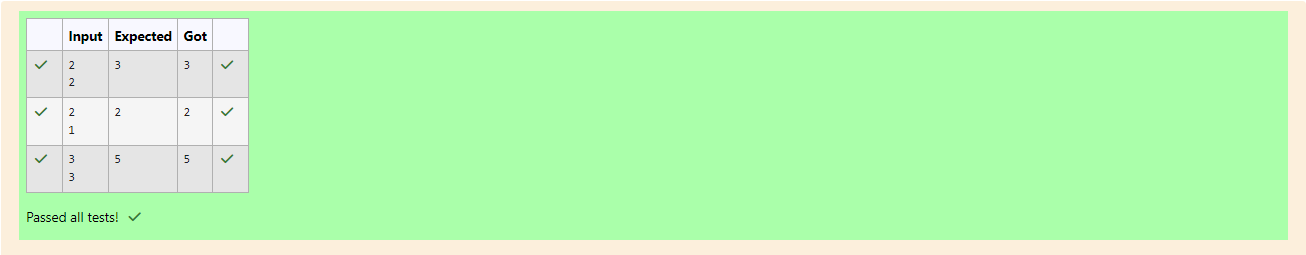 Input Expected Got
2 3 3
2
2 2 2
1
3 5 5
3
Passed all tests!